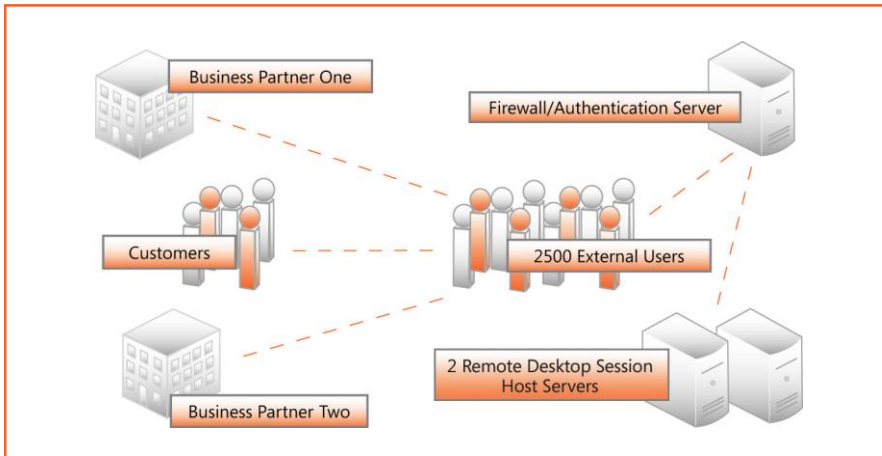 Business Partner One
Firewall/Authentication Server
Customers
2500 External Users
2 Remote Desktop Session
Host Servers
Business Partner Two